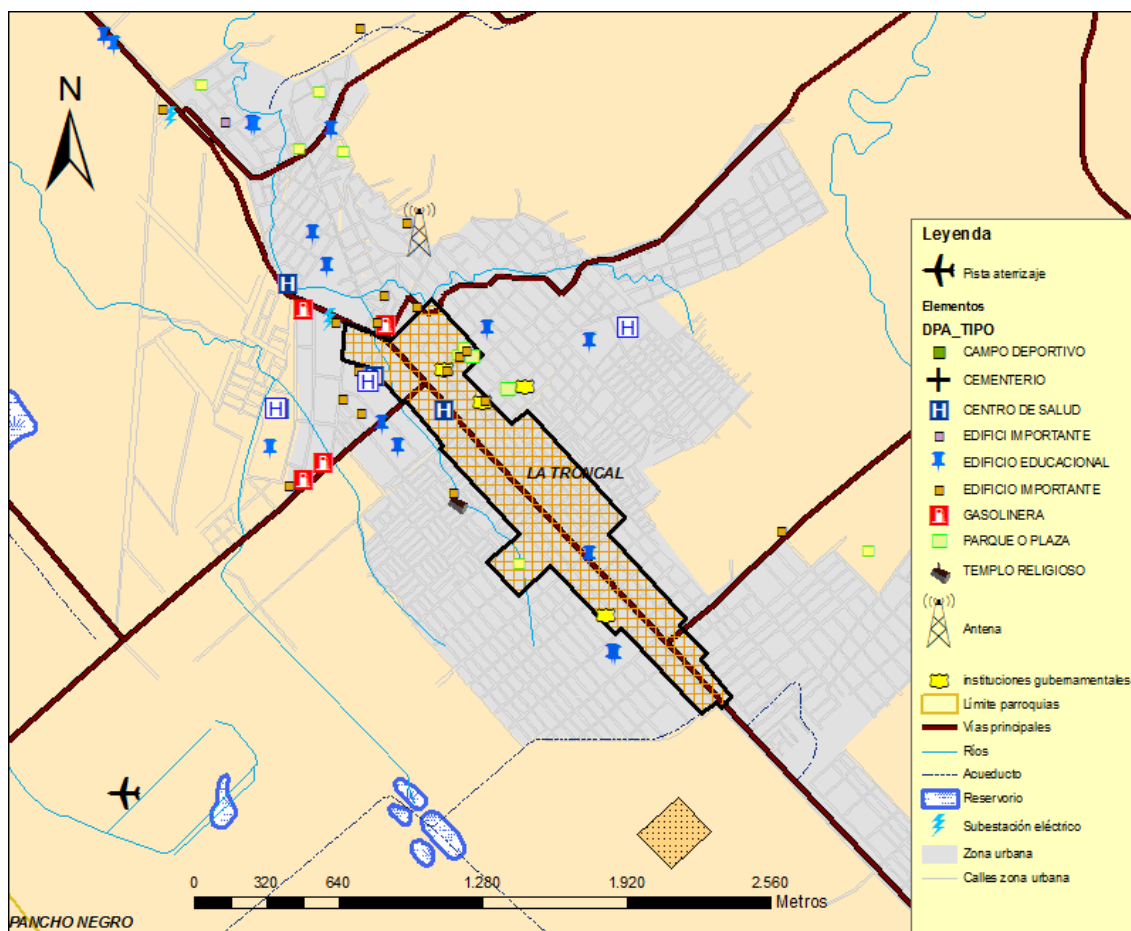 N
LA TRONCAL
PANCHO NEGRO
0 320 640 1.280 1.920 2.560
Metros
Leyenda
Pista aterrizaje
Elementos
DPA_TIPO
CAMPO DEPORTIVO
CEMENTERIO
H CENTRO DE SALUD
EDIFICI IMPORTANTE
EDIFICIO EDUCACIONAL
EDIFICIO IMPORTANTE
GASOLINERA
PARQUE O PLAZA
TEMPLO RELIGIOSO
Antena
instituciones gubernamentales
Límite parroquias
Vías principales
Ríos
Acueducto
Reservorio
Subestación eléctrico
Zona urbana
Calles zona urbana
H
H
H
H
H
H